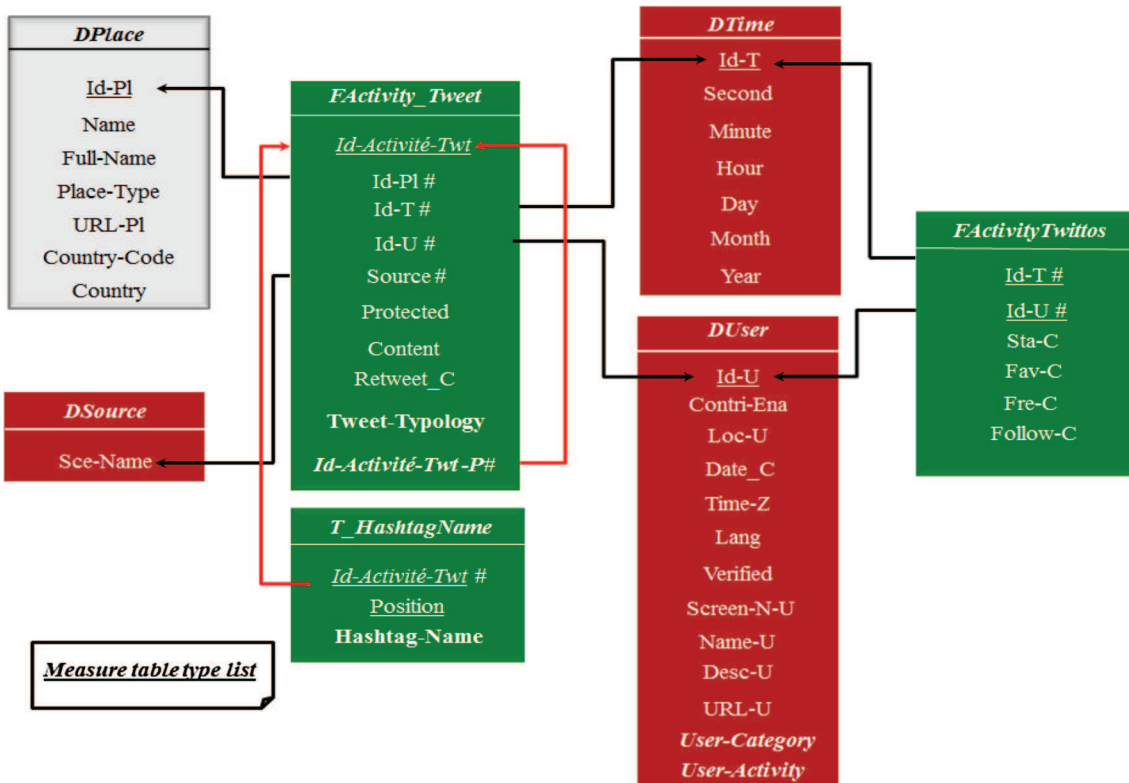 DPlace
Id-Pl
Name
Full-Name
Place-Type
URL-Pl
Country-Code
Country
DSource
Sce-Name
FActivity_Tweet
Id-Activité-Twt
Id-Pl #
Id-T #
Id-U #
Source #
Protected
Content
Retweet_C
Tweet-Typology
Id-Activité-Twt -P#
T_HashtagName
Id-Activité-Twt #
Position
Hashtag-Name
Measure table type list
DTime
Id-T
Second
Minute
Hour
Day
Month
Year
DUser
Id-U
Contri-Ena
Loc-U
Date_C
Time-Z
Lang
Verified
Screen-N-U
Name-U
Desc-U
URL-U
User-Category
User-Activity
FActivityTwittos
Id-T #
Id-U #
Sta-C
Fav-C
Fre-C
Follow-C